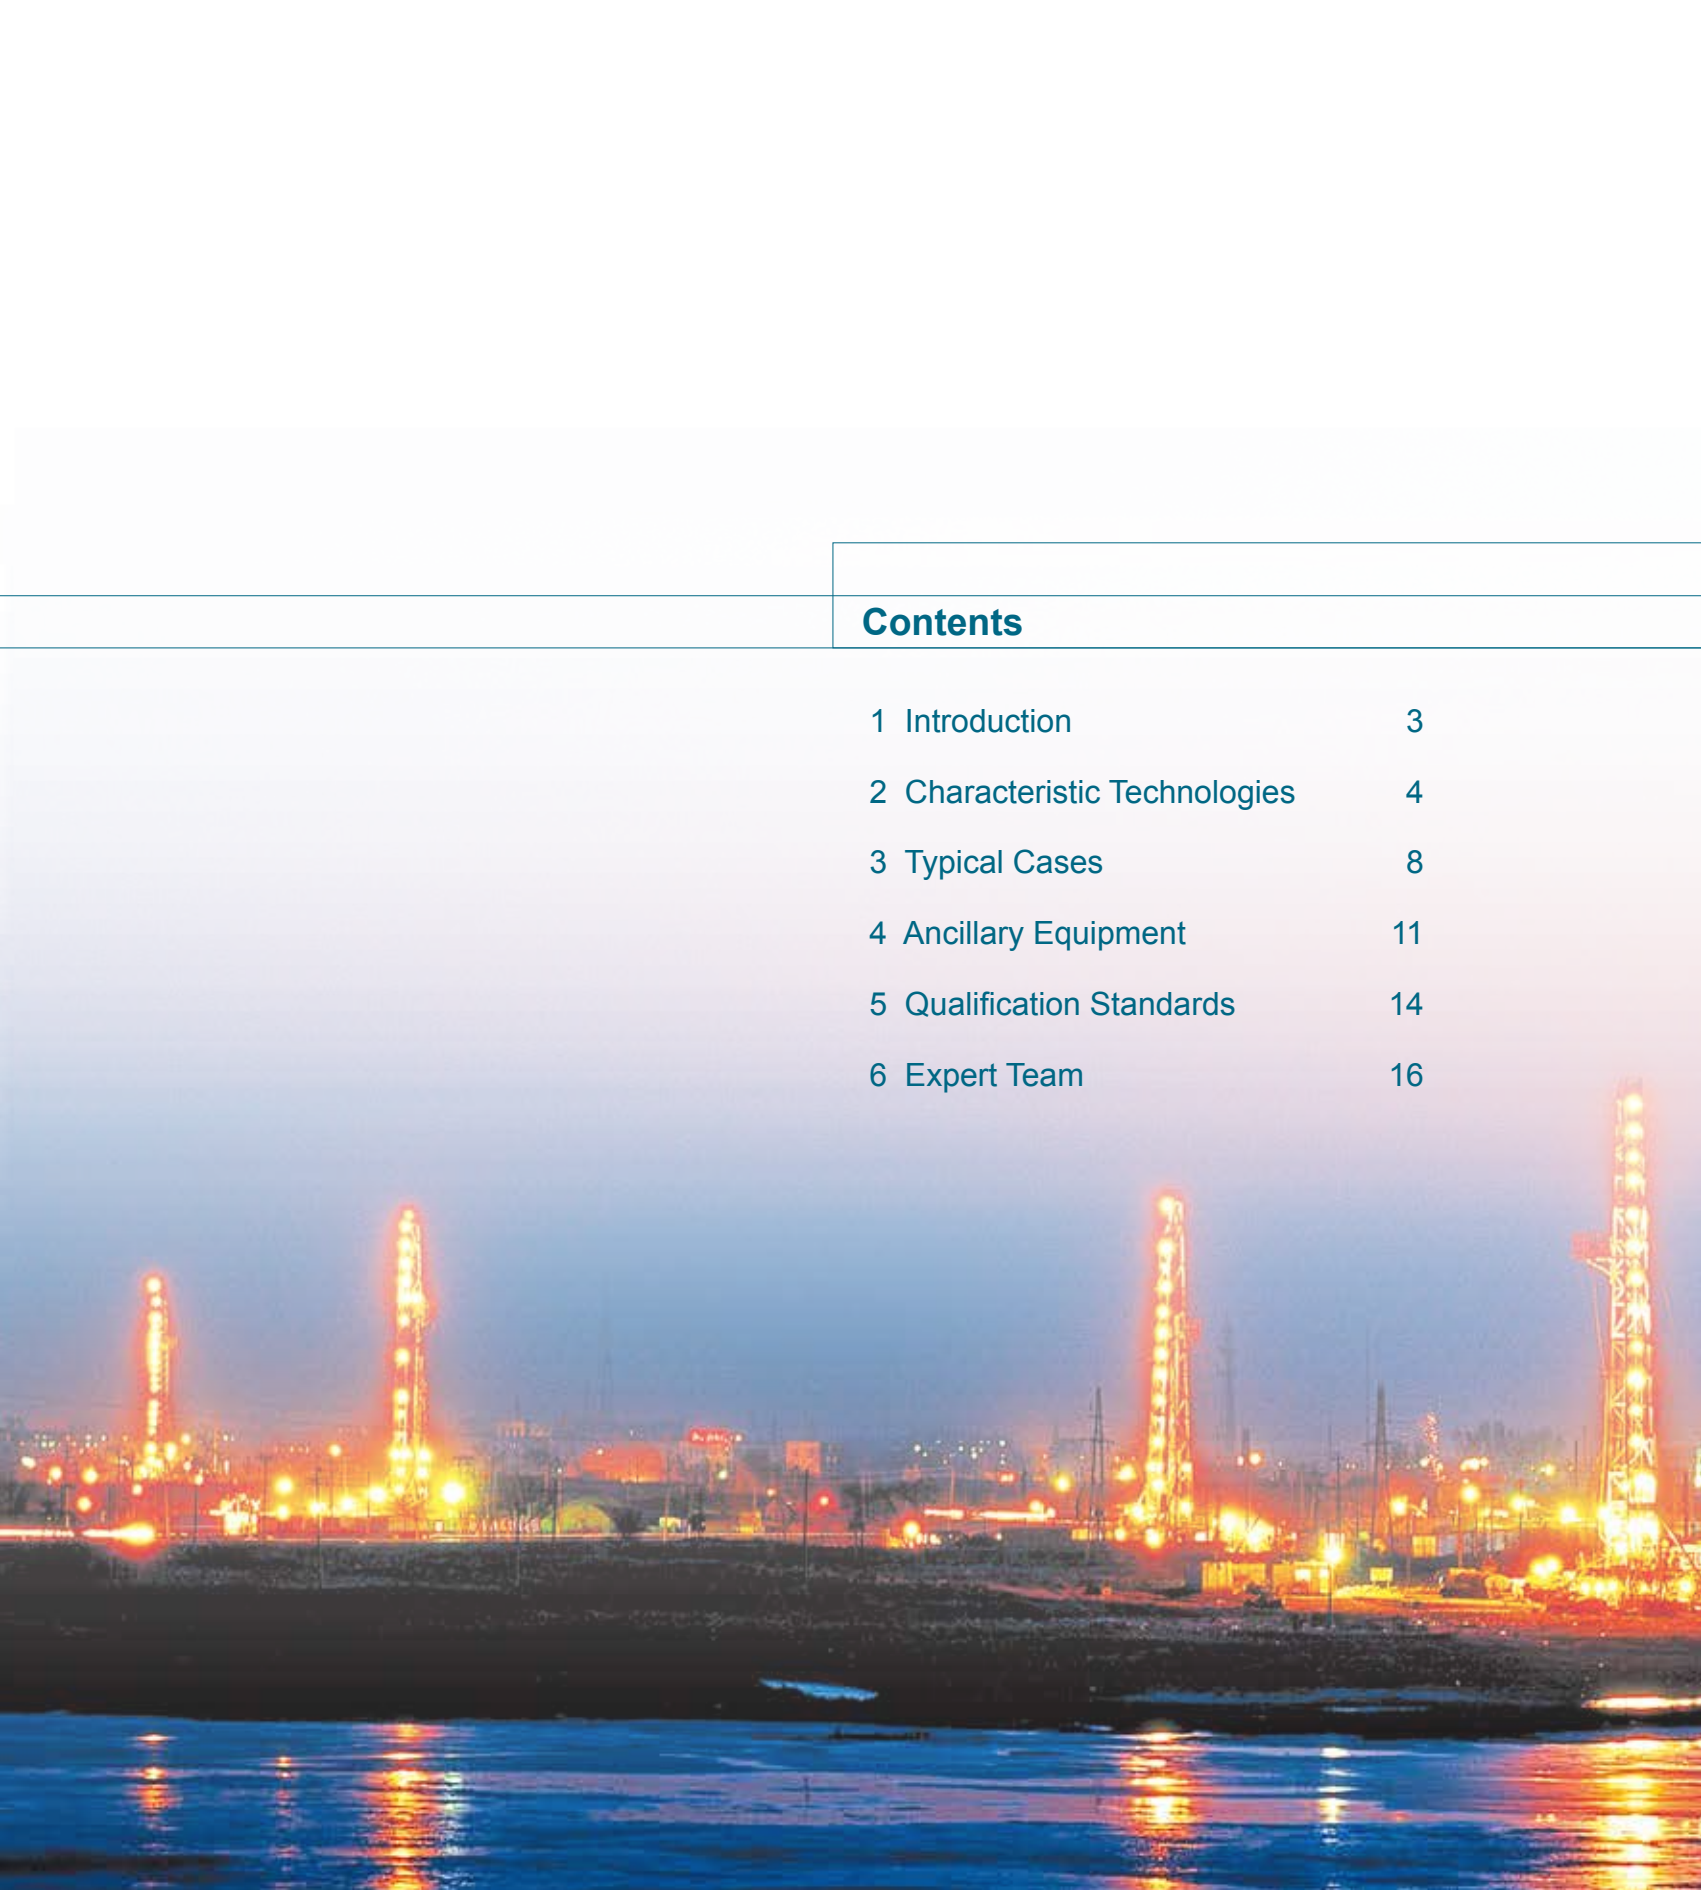 Contents
1 Introduction 3
2 Characteristic Technologies 4
3 Typical Cases 8
4 Ancillary Equipment 11
5 Qualification Standards 14
6 Expert Team 16